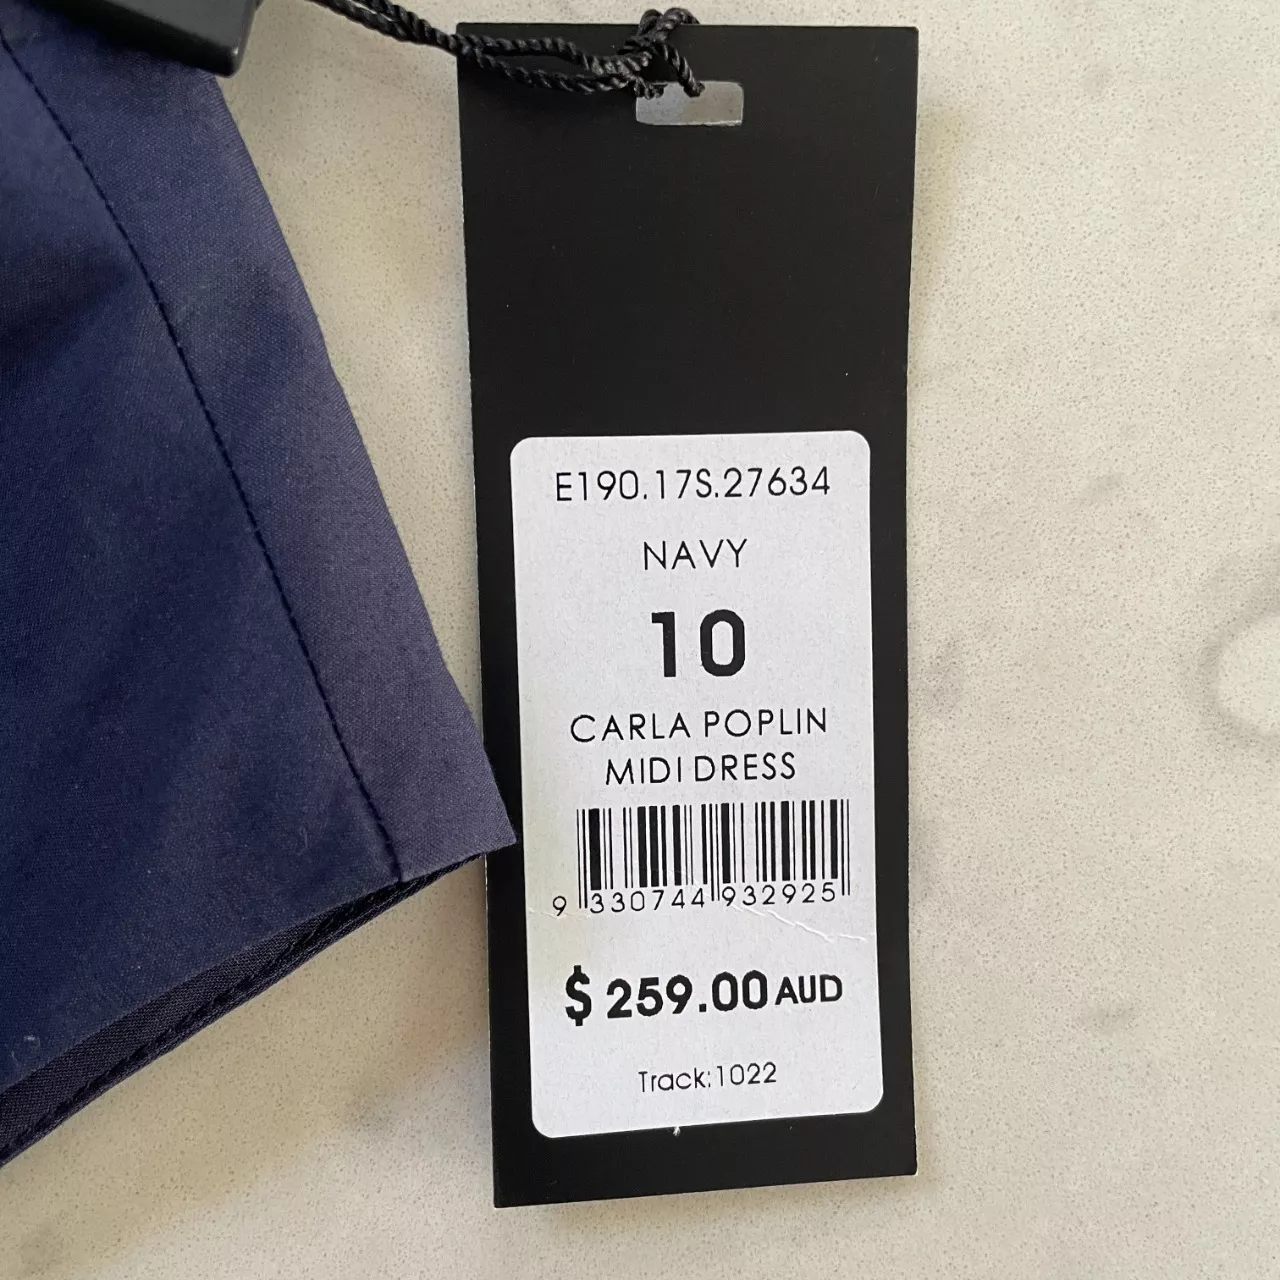 E190.17S.27634
NAVY
10
CARLA POPLIN
MIDI DRESS
9 330744 932925
$ 259.00 AUD
Track:1022